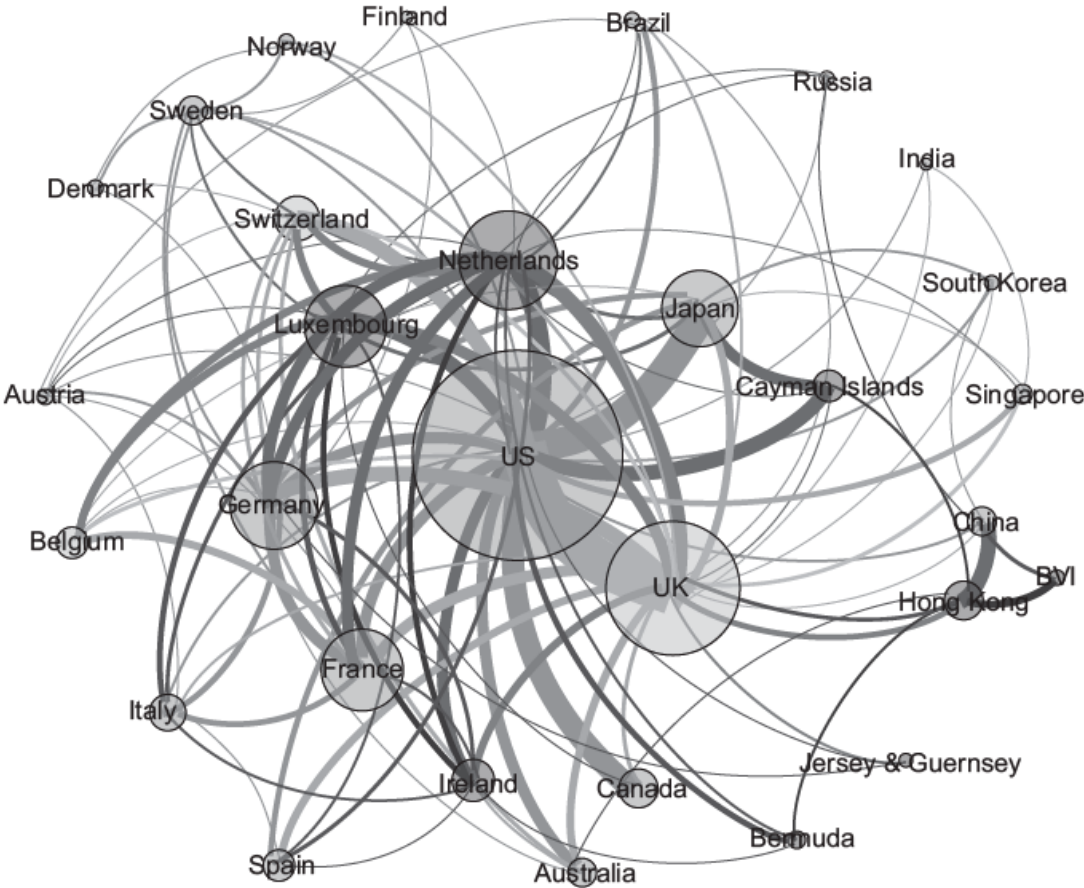 Finland
Brazil
Norway
Russia
Sweden
India
Denmark
Switzerland
Netherlands
South Korea
Japan
Luxembourg
Cayman Islands
Austria
Singapore
US
Germany
China
Belgium
BVI
UK
Hong Kong
France
Italy
Jersey & Guernsey
Ireland
Canada
Bermuda
Spain
Australia